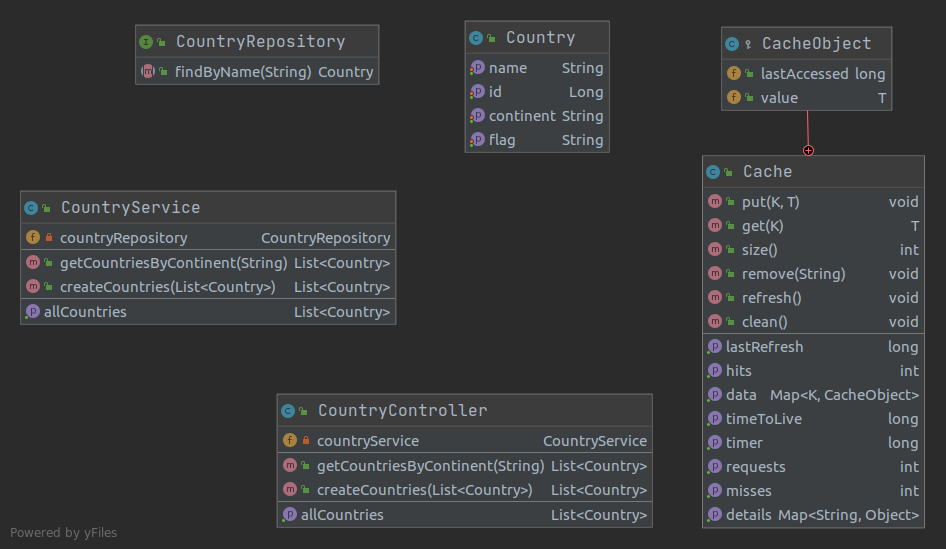 CountryRepository
findByName(String) Country
Country
name String
id Long
continent String
flag String
CacheObject
lastAccessed long
value T
Cache
put(K, T) void
get(K) T
size() int
remove(String) void
refresh() void
clean() void
lastRefresh long
hits int
data Map<K, CacheObject>
timeToLive long
timer long
requests int
misses int
details Map<String, Object>
CountryService
countryRepository CountryRepository
getCountriesByContinent(String) List<Country>
createCountries(List<Country>) List<Country>
allCountries List<Country>
CountryController
countryService CountryService
getCountriesByContinent(String) List<Country>
createCountries(List<Country>) List<Country>
allCountries List<Country>
Powered by yFiles